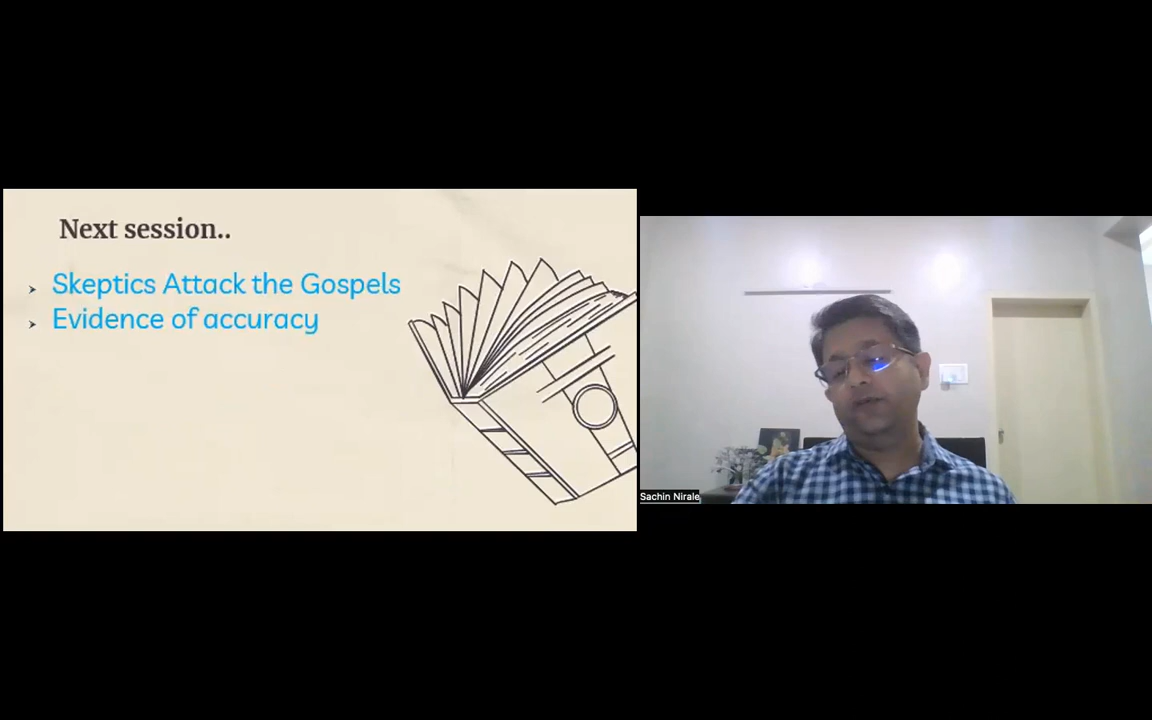 Next session..
Skeptics Attack the Gospels
Evidence of accuracy
Sachin Nirale